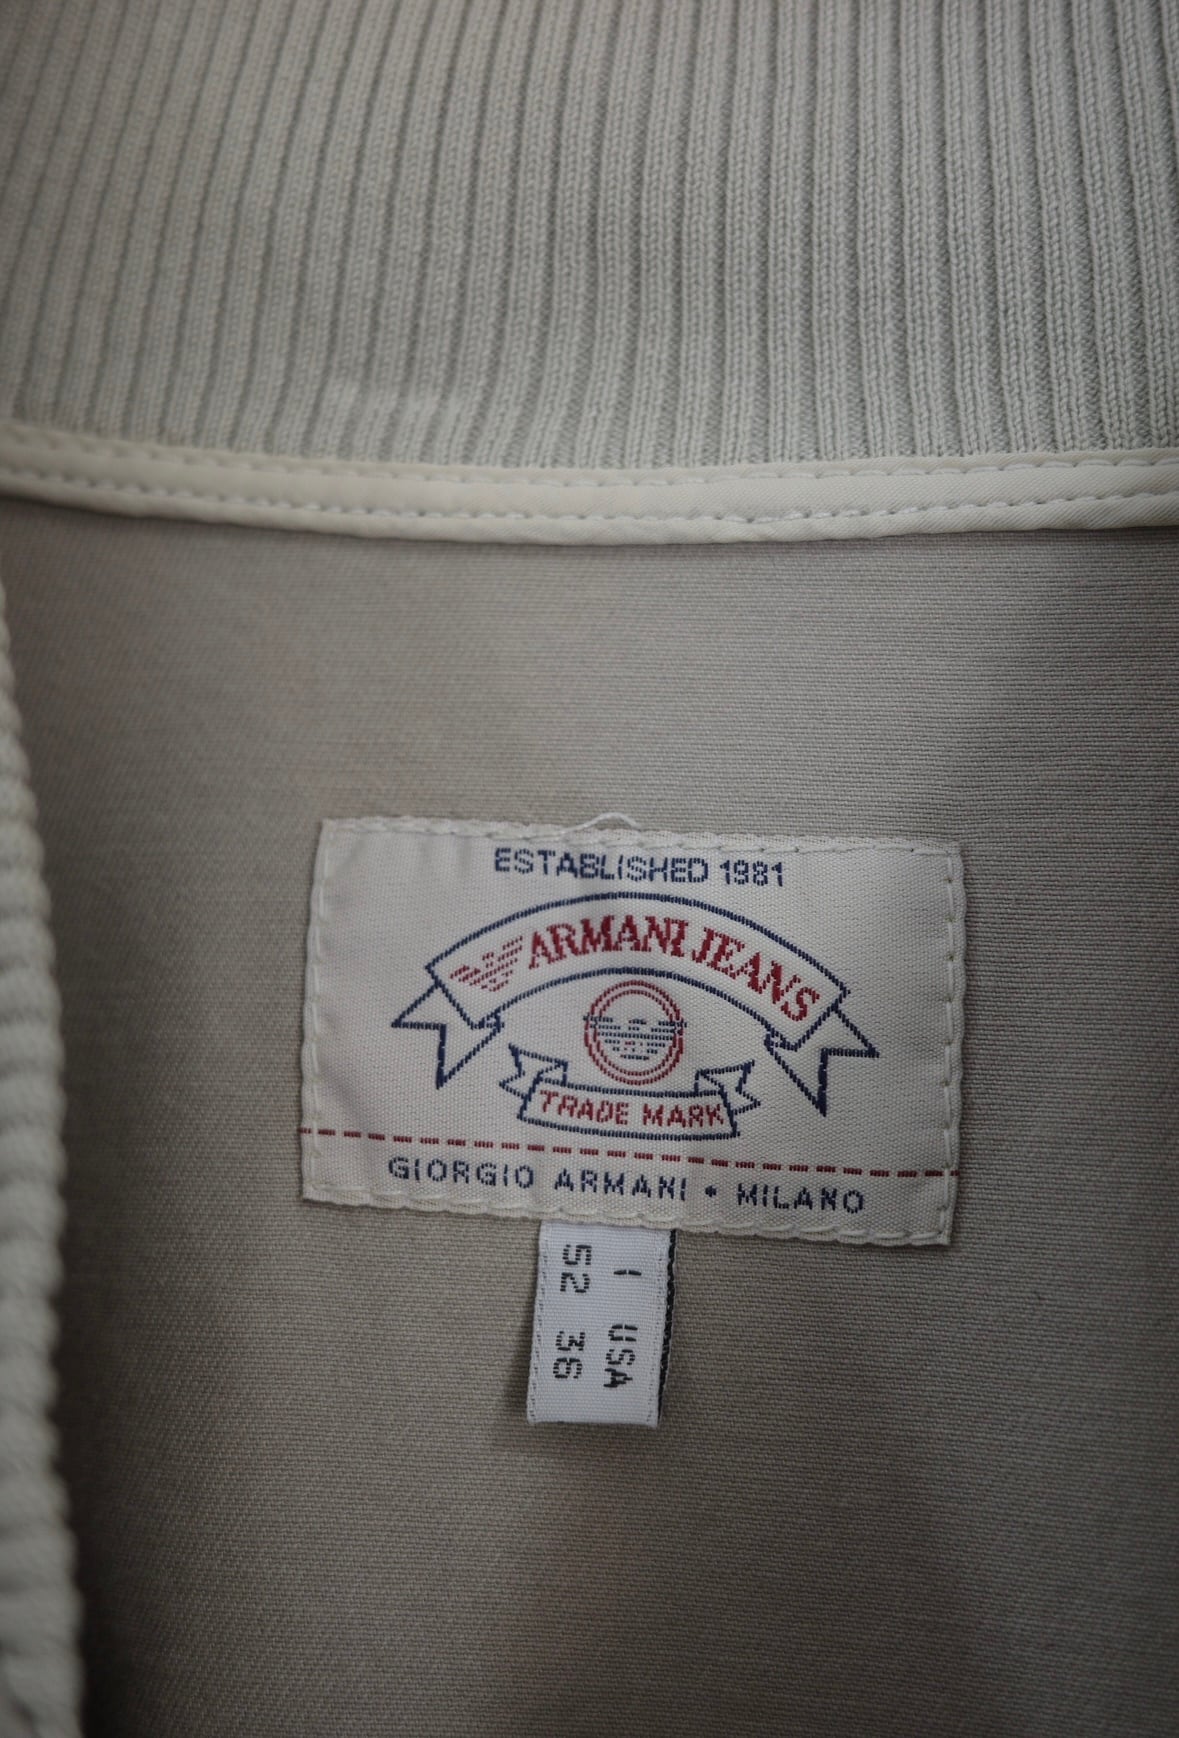 ESTABLISHED 1981
ARMANI JEANS
TRADE MARK
GIORGIO ARMANI • MILANO
I USA
52 36